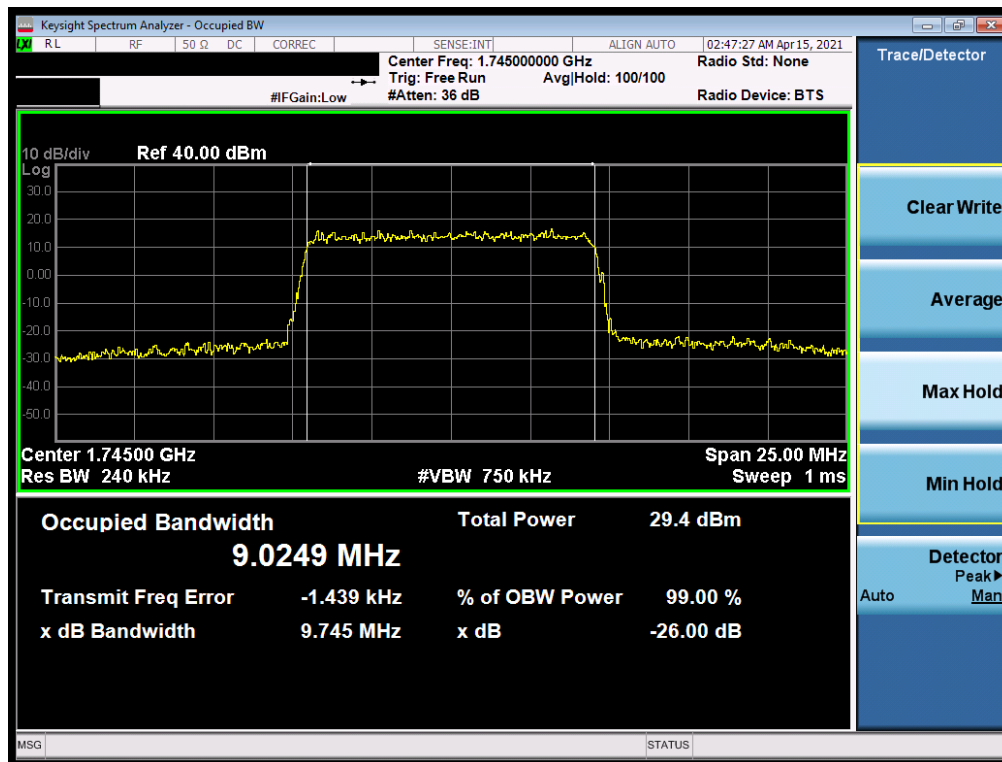 Keysight Spectrum Analyzer - Occupied BW
LXI RL RF 50 Ω DC CORREC SENSE:INT ALIGN AUTO 02:47:27 AM Apr 15, 2021
Center Freq: 1.745000000 GHz Radio Std: None
Trig: Free Run Avg|Hold: 100/100
#IFGain:Low #Atten: 36 dB Radio Device: BTS
Trace/Detector
10 dB/div Ref 40.00 dBm
Log
30.0
20.0
10.0
0.00
-10.0
-20.0
-30.0
-40.0
-50.0
Center 1.74500 GHz Span 25.00 MHz
Res BW 240 kHz #VBW 750 kHz Sweep 1 ms
Occupied Bandwidth Total Power 29.4 dBm
9.0249 MHz
Transmit Freq Error -1.439 kHz % of OBW Power 99.00 %
x dB Bandwidth 9.745 MHz x dB -26.00 dB
Clear Write
Average
Max Hold
Min Hold
Detector
Peak▶
Auto Man
MSG STATUS